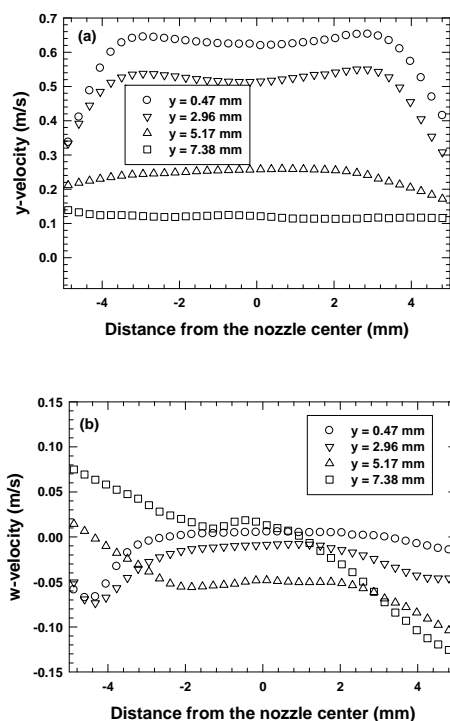 0.7
(a)
0.6
0.5
0.4
0.3
0.2
0.1
0.0
y-velocity (m/s)
y = 0.47 mm
y = 2.96 mm
y = 5.17 mm
y = 7.38 mm
-4 -2 0 2 4
Distance from the nozzle center (mm)
0.15
(b)
0.10
0.05
0.00
-0.05
-0.10
-0.15
w-velocity (m/s)
y = 0.47 mm
y = 2.96 mm
y = 5.17 mm
y = 7.38 mm
-4 -2 0 2 4
Distance from the nozzle center (mm)